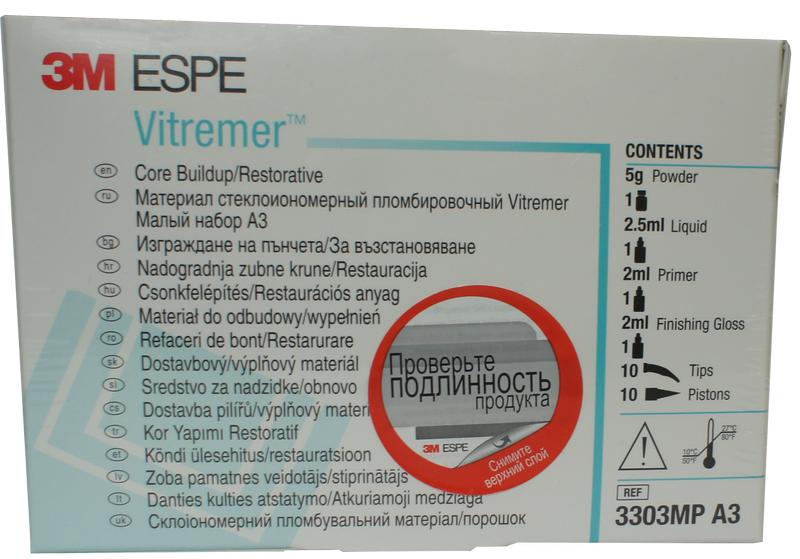 3M ESPE
Vitremer™
en Core Buildup/Restorative
ru Материал стеклоиономерный пломбировочный Vitremer
Малый набор А3
bg Изграждане на пънчета/За възстановяване
hr Nadogradnja zubne krune/Restauracija
hu Csonkfelépítés/Restaurációs anyag
pl Materiał do odbudowy/wypełnień
ro Refaceri de bont/Restaurare
sk Dostavbový/výplňový materiál
sl Sredstvo za nadzidke/obnovo
cs Dostavba pilířů/výplňový materi
tr Kor Yapımı Restoratif
et Köndi ülesehitus/restauratsioon
lv Zoba pamatnes veidotājs/stiprinātājs
lt Danties kulties atstatymo/Atkuriamoji medžiaga
uk Склоіономерний пломбувальний матеріал/порошок
Проверьте
подлинность
продукта
3M ESPE
Снимите
верхний слой
CONTENTS
5g Powder
1
2.5ml Liquid
1
2ml Primer
1
2ml Finishing Gloss
1
10 Tips
10 Pistons
27°C
80°F
10°C
50°F
REF
3303MP A3